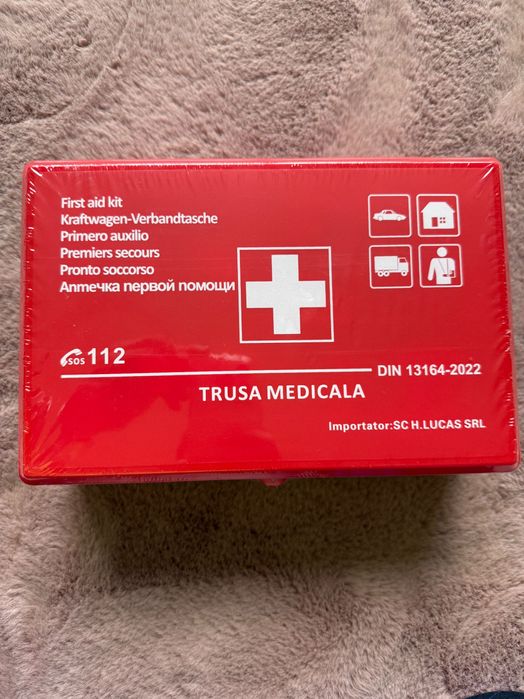 First aid kit
Kraftwagen-Verbandtasche
Primero auxilio
Premiers secours
Pronto soccorso
Аптечка первой помощи
SOS 112
DIN 13164-2022
TRUSA MEDICALA
Importator:SC H.LUCAS SRL